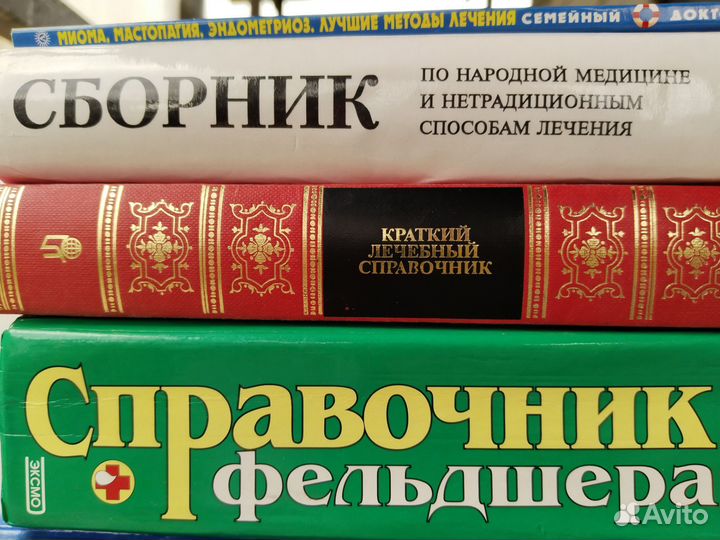 МИОМА, МАСТОПАТИЯ, ЭНДОМЕТРИОЗ. ЛУЧШИЕ МЕТОДЫ ЛЕЧЕНИЯ СЕМЕЙНЫЙ ДОКТ
СБОРНИК
ПО НАРОДНОЙ МЕДИЦИНЕ
И НЕТРАДИЦИОННЫМ
СПОСОБАМ ЛЕЧЕНИЯ
КРАТКИЙ
ЛЕЧЕБНЫЙ
СПРАВОЧНИК
Справочник
фельдшера
ЭКСМО
Avito